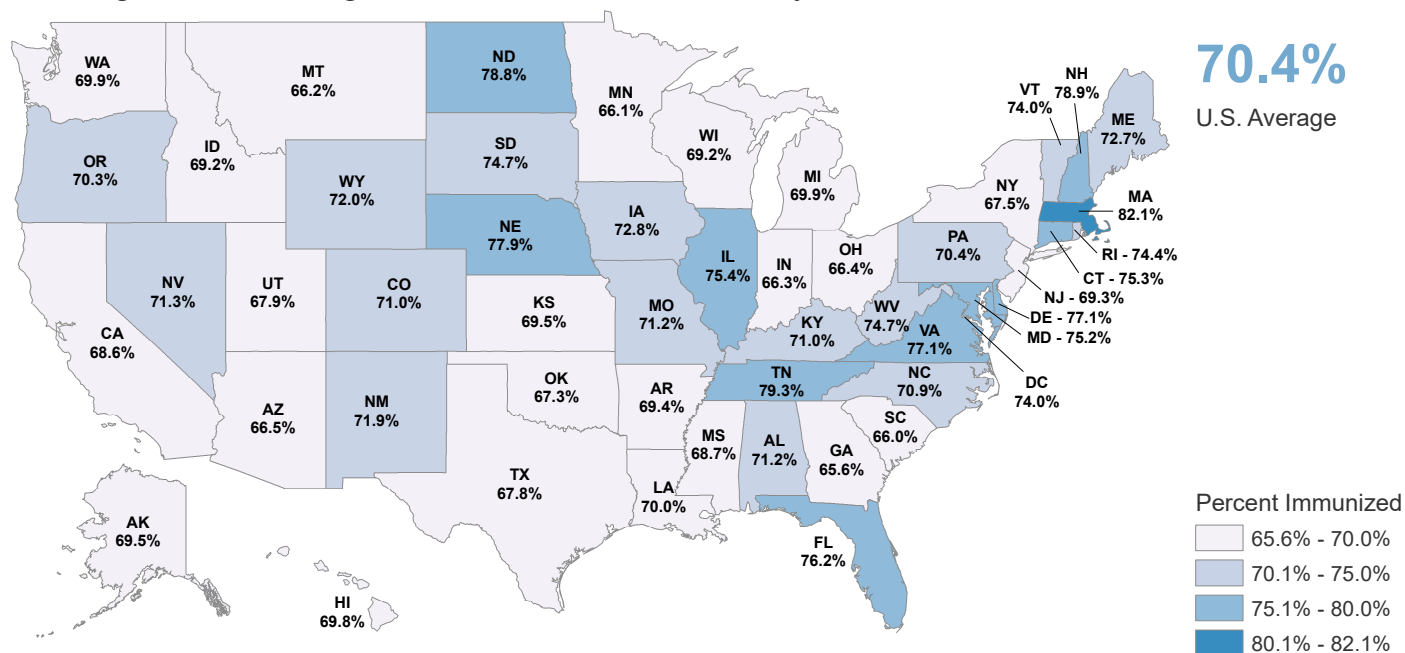 WA
69.9%
MT
66.2%
ND
78.8%
MN
66.1%
OR
70.3%
ID
69.2%
WY
72.0%
SD
74.7%
WI
69.2%
MI
69.9%
NY
67.5%
VT
74.0%
NH
78.9%
ME
72.7%
MA
82.1%
RI - 74.4%
CT - 75.3%
NJ - 69.3%
DE - 77.1%
MD - 75.2%
DC
74.0%
NE
77.9%
IA
72.8%
IL
75.4%
IN
66.3%
OH
66.4%
PA
70.4%
NV
71.3%
UT
67.9%
CO
71.0%
KS
69.5%
MO
71.2%
KY
71.0%
WV
74.7%
VA
77.1%
CA
68.6%
AZ
66.5%
NM
71.9%
OK
67.3%
AR
69.4%
TN
79.3%
NC
70.9%
SC
66.0%
TX
67.8%
LA
70.0%
MS
68.7%
AL
71.2%
GA
65.6%
FL
76.2%
AK
69.5%
HI
69.8%
70.4%
U.S. Average
Percent Immunized
65.6% - 70.0%
70.1% - 75.0%
75.1% - 80.0%
80.1% - 82.1%